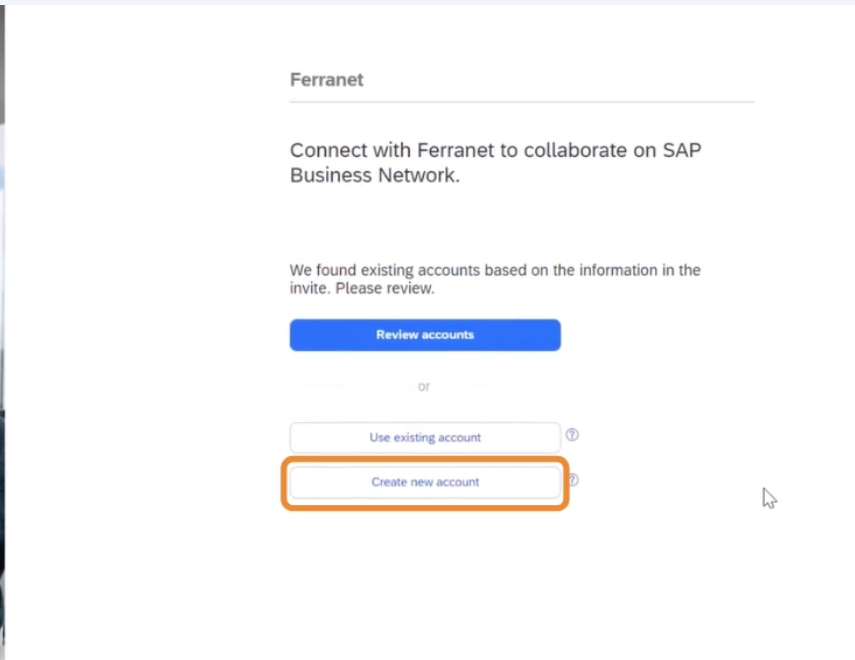 Ferranet
Connect with Ferranet to collaborate on SAP
Business Network.
We found existing accounts based on the information in the
invite. Please review.
Review accounts
or
Use existing account
?
Create new account
?